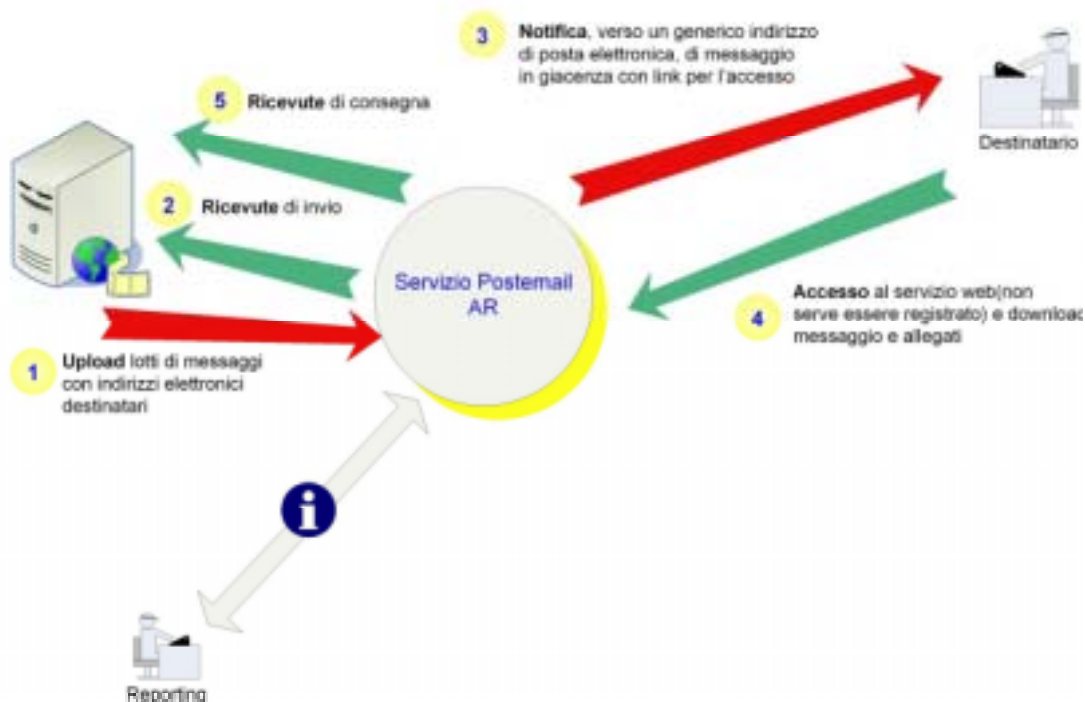 3
Notifica, verso un generico indirizzo
di posta elettronica, di messaggio
in giacenza con link per l'accesso
Destinatario
5
Ricevute di consegna
2
Ricevute di invio
Servizio Postemail
AR
4
Accesso al servizio web(non
serve essere registrato) e download
messaggio e allegati
1
Upload lotti di messaggi
con indirizzi elettronici
destinatari
i
Reporting